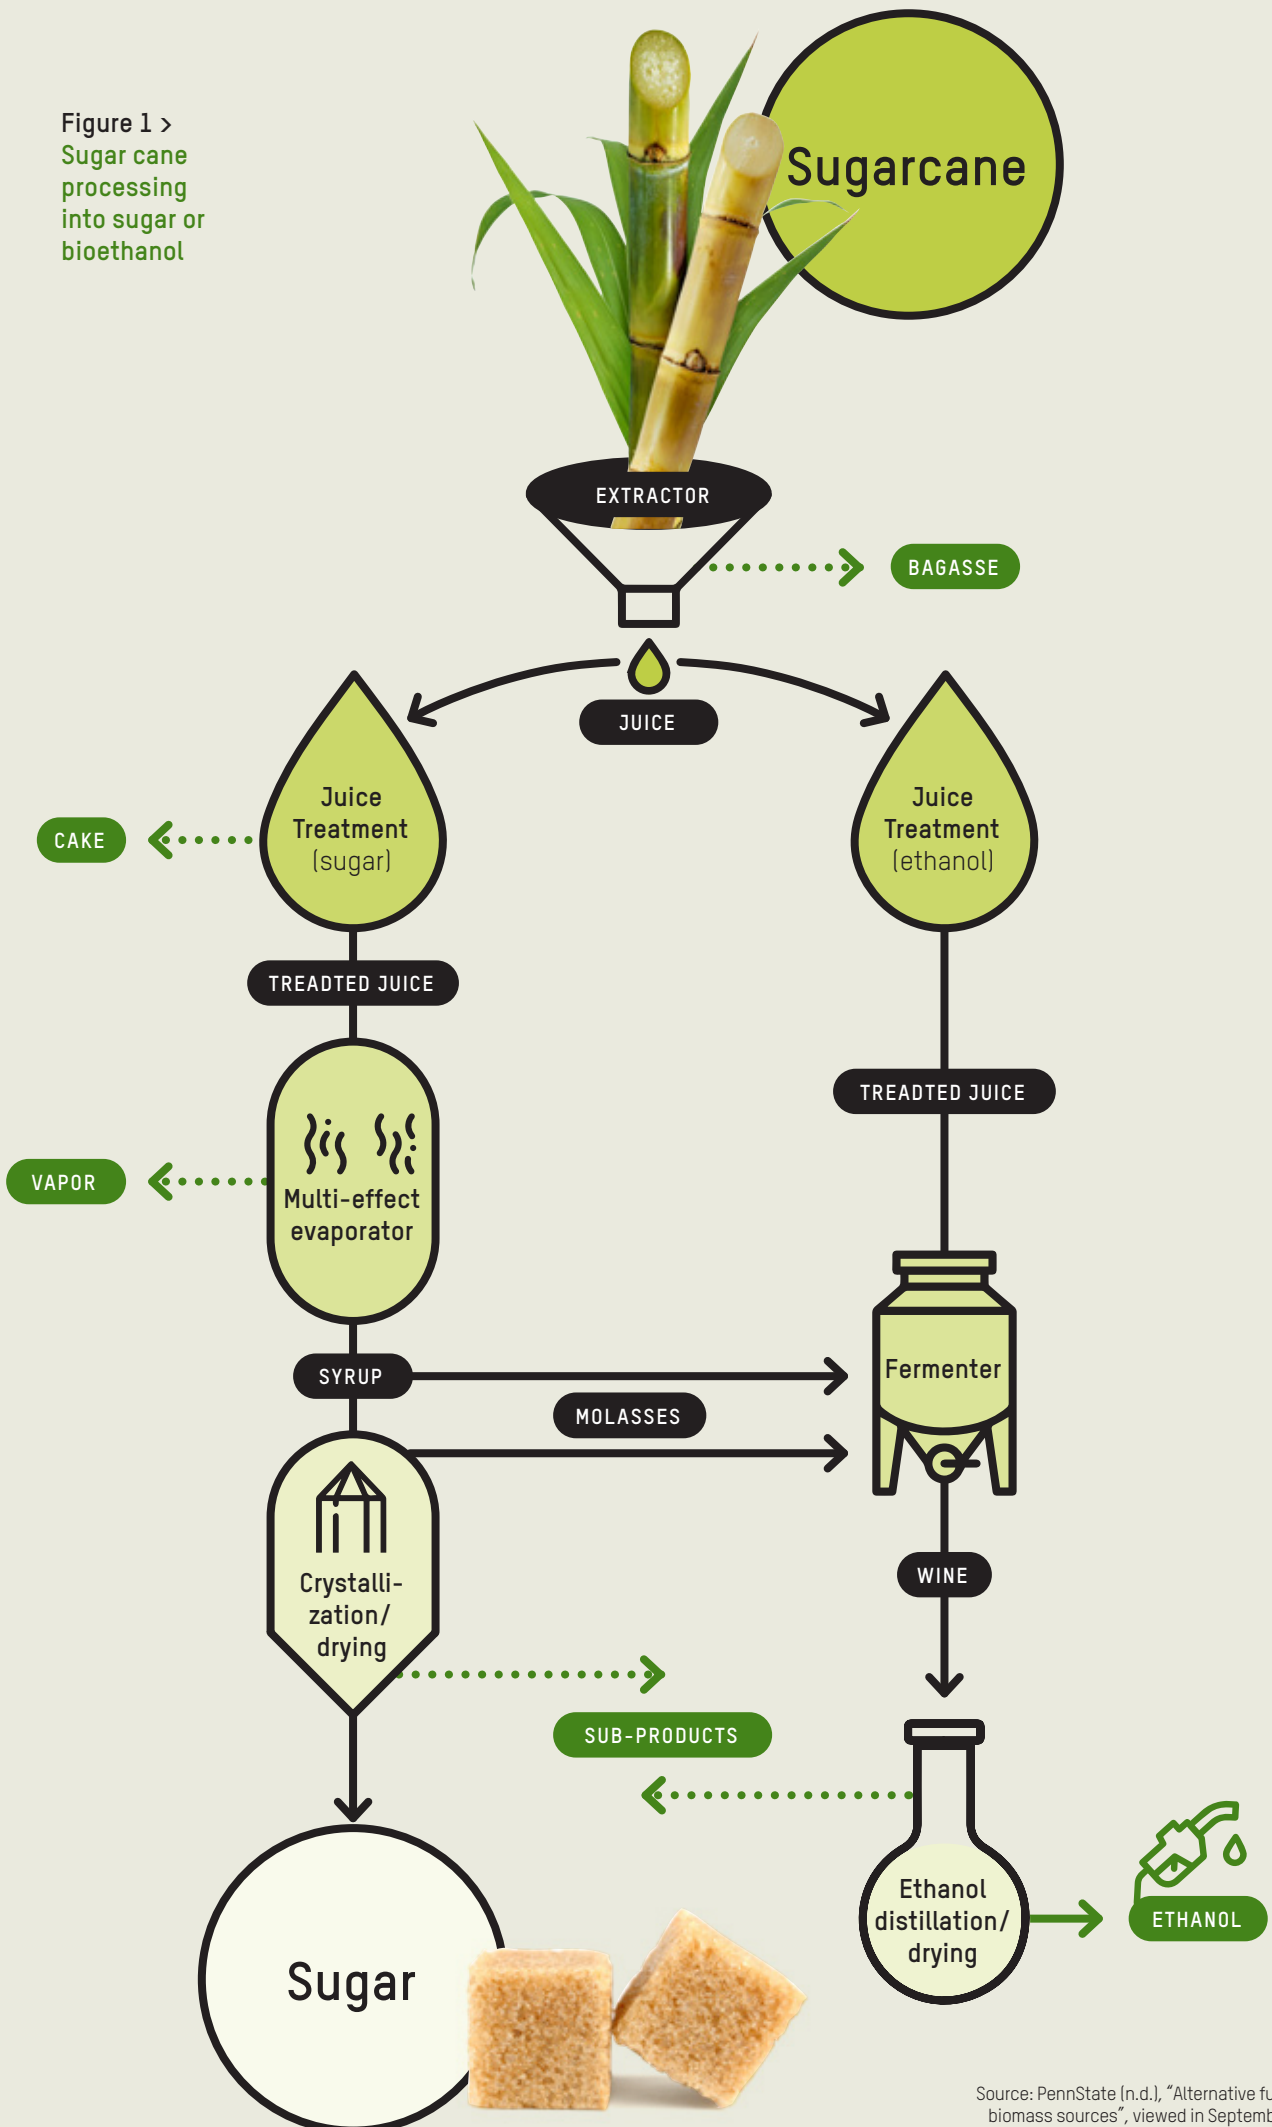 Figure 1 >
Sugar cane
processing
into sugar or
bioethanol
Sugarcane
EXTRACTOR
BAGASSE
JUICE
Juice
Treatment
(sugar)
Juice
Treatment
(ethanol)
CAKE
TREADTED JUICE
TREADTED JUICE
VAPOR
Multi-effect
evaporator
SYRUP
Fermenter
MOLASSES
Crystalli-
zation/
drying
WINE
SUB-PRODUCTS
Ethanol
distillation/
drying
ETHANOL
Sugar
Source: PennState (n.d.), "Alternative
biomass sources", viewed in